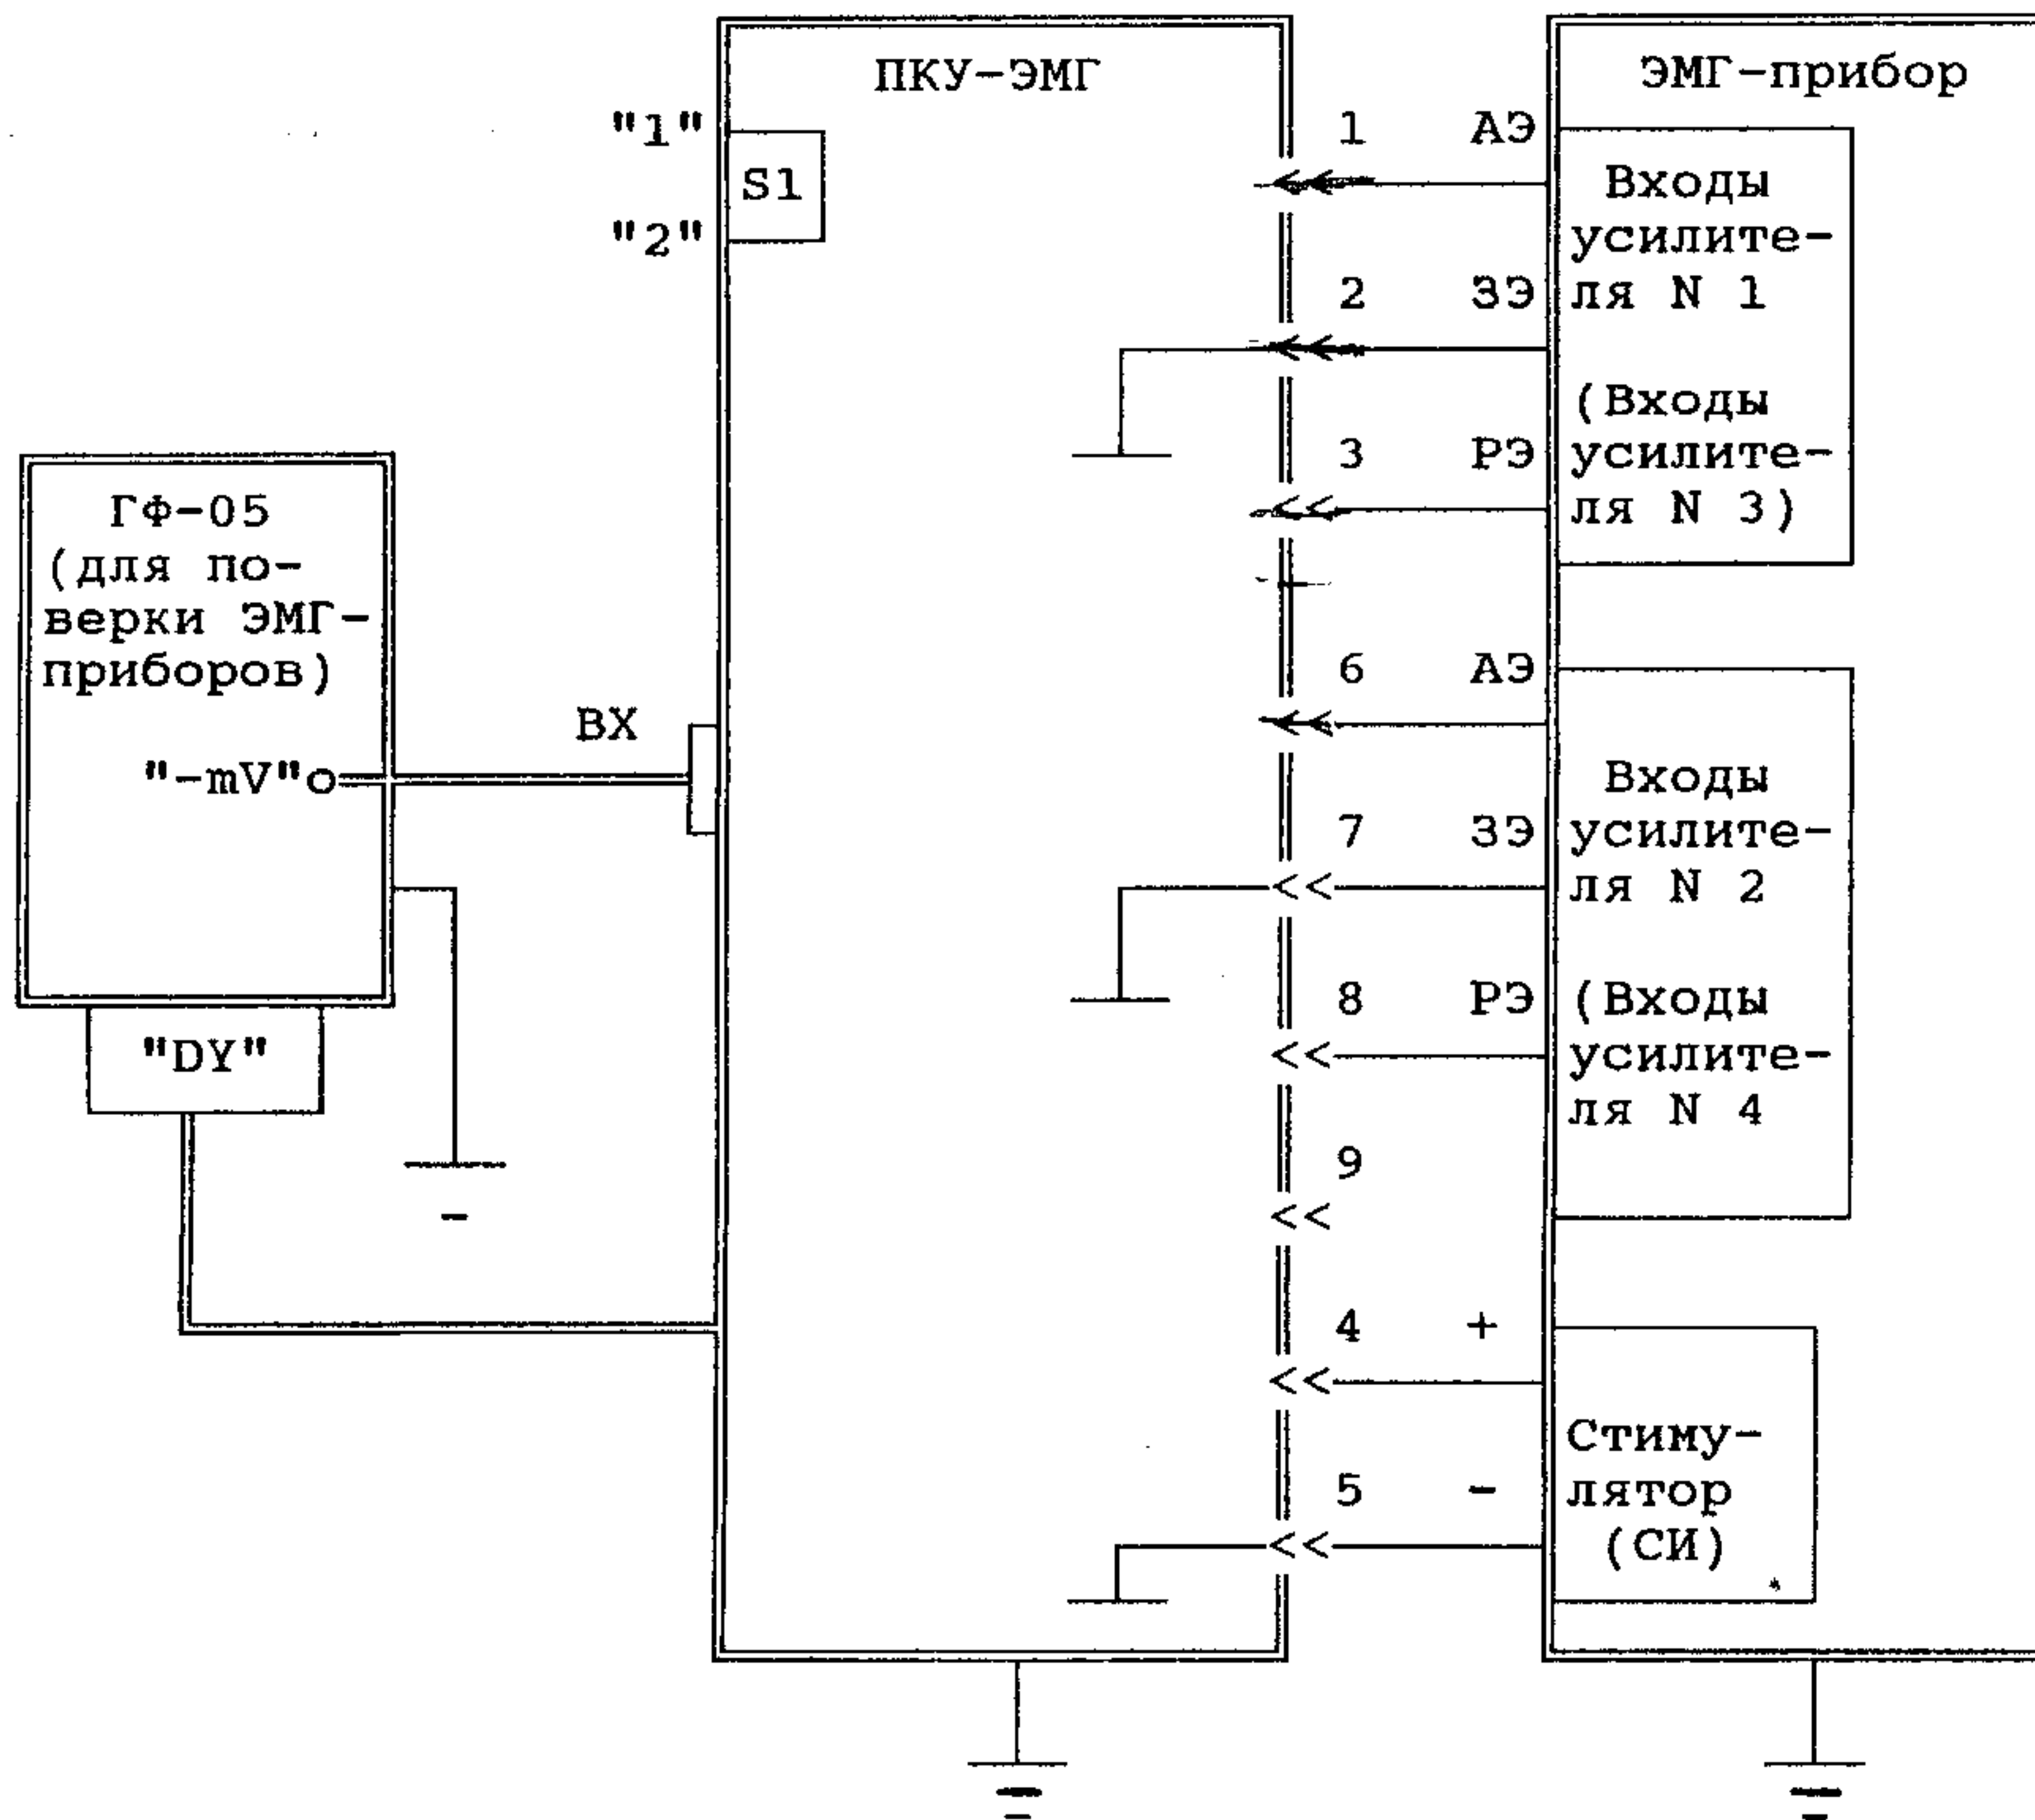 ПКУ-ЭМГ
ЭМГ-прибор
"1"
S1
"2"
1 АЭ
2 ЗЭ
3 РЭ
Входы
усилите-
ля N 1
(Входы
усилите-
ля N 3)
ГФ-05
(для по-
верки ЭМГ-
приборов)
"-mV"
ВХ
"DY"
6 АЭ
7 ЗЭ
8 РЭ
9
Входы
усилите-
ля N 2
(Входы
усилите-
ля N 4
4 +
5 -
Стиму-
лятор
(СИ)